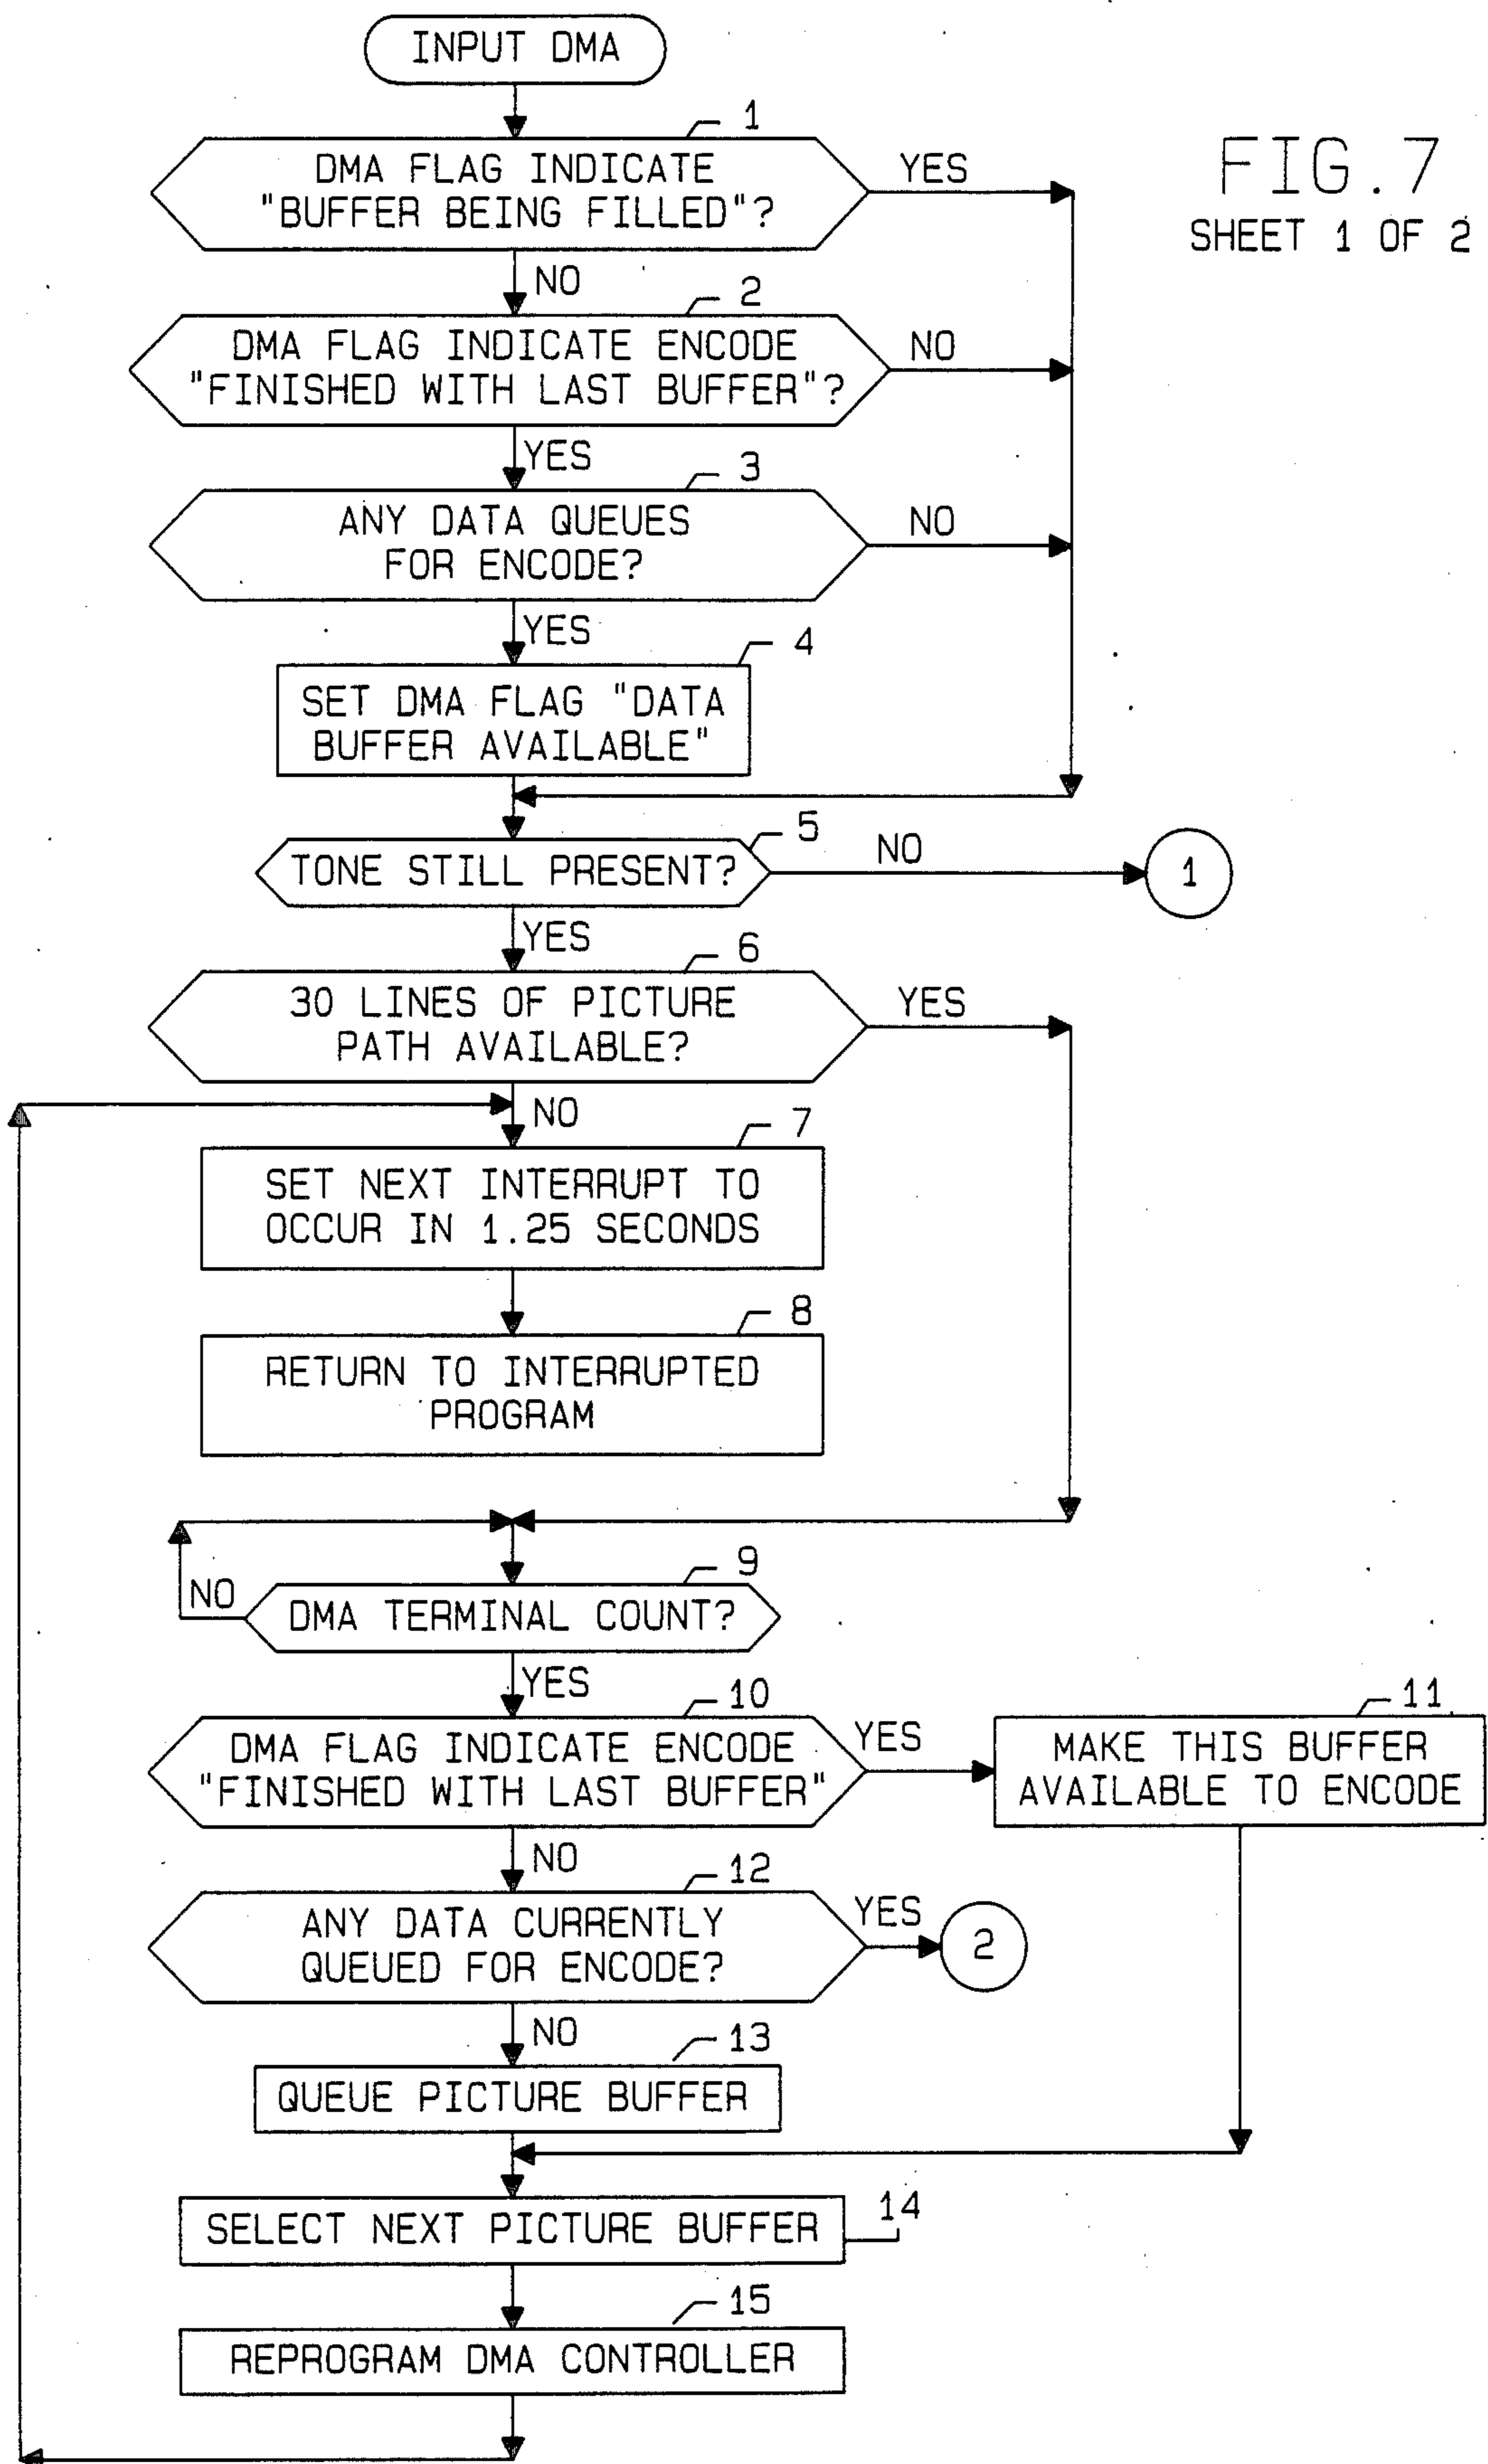 INPUT DMA
1
DMA FLAG INDICATE
"BUFFER BEING FILLED"?
YES
FIG. 7
SHEET 1 OF 2
NO
2
DMA FLAG INDICATE ENCODE
"FINISHED WITH LAST BUFFER"?
NO
YES
3
ANY DATA QUEUES
FOR ENCODE?
NO
YES
4
SET DMA FLAG "DATA
BUFFER AVAILABLE"
5
TONE STILL PRESENT?
NO
1
YES
6
30 LINES OF PICTURE
PATH AVAILABLE?
YES
NO
7
SET NEXT INTERRUPT TO
OCCUR IN 1.25 SECONDS
8
RETURN TO INTERRUPTED
PROGRAM
9
NO
DMA TERMINAL COUNT?
YES
10
DMA FLAG INDICATE ENCODE
"FINISHED WITH LAST BUFFER"
YES
11
MAKE THIS BUFFER
AVAILABLE TO ENCODE
NO
12
ANY DATA CURRENTLY
QUEUED FOR ENCODE?
YES
2
NO
13
QUEUE PICTURE BUFFER
14
SELECT NEXT PICTURE BUFFER
15
REPROGRAM DMA CONTROLLER